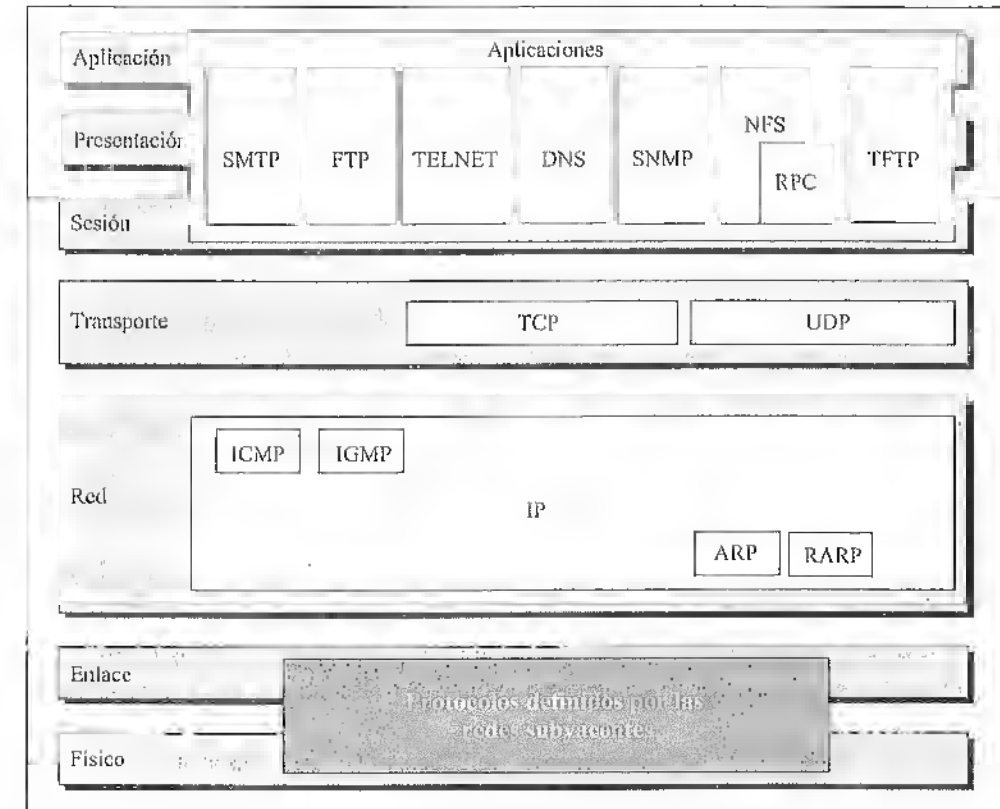 Aplicación
Aplicaciones
Presentación
SMTP
FTP
TELNET
DNS
SNMP
NFS
RPC
TFTP
Sesión
Transporte
TCP
UDP
ICMP
IGMP
Red
IP
ARP
RARP
Enlace
Protocolos definidos por las
redes subyacentes
Físico